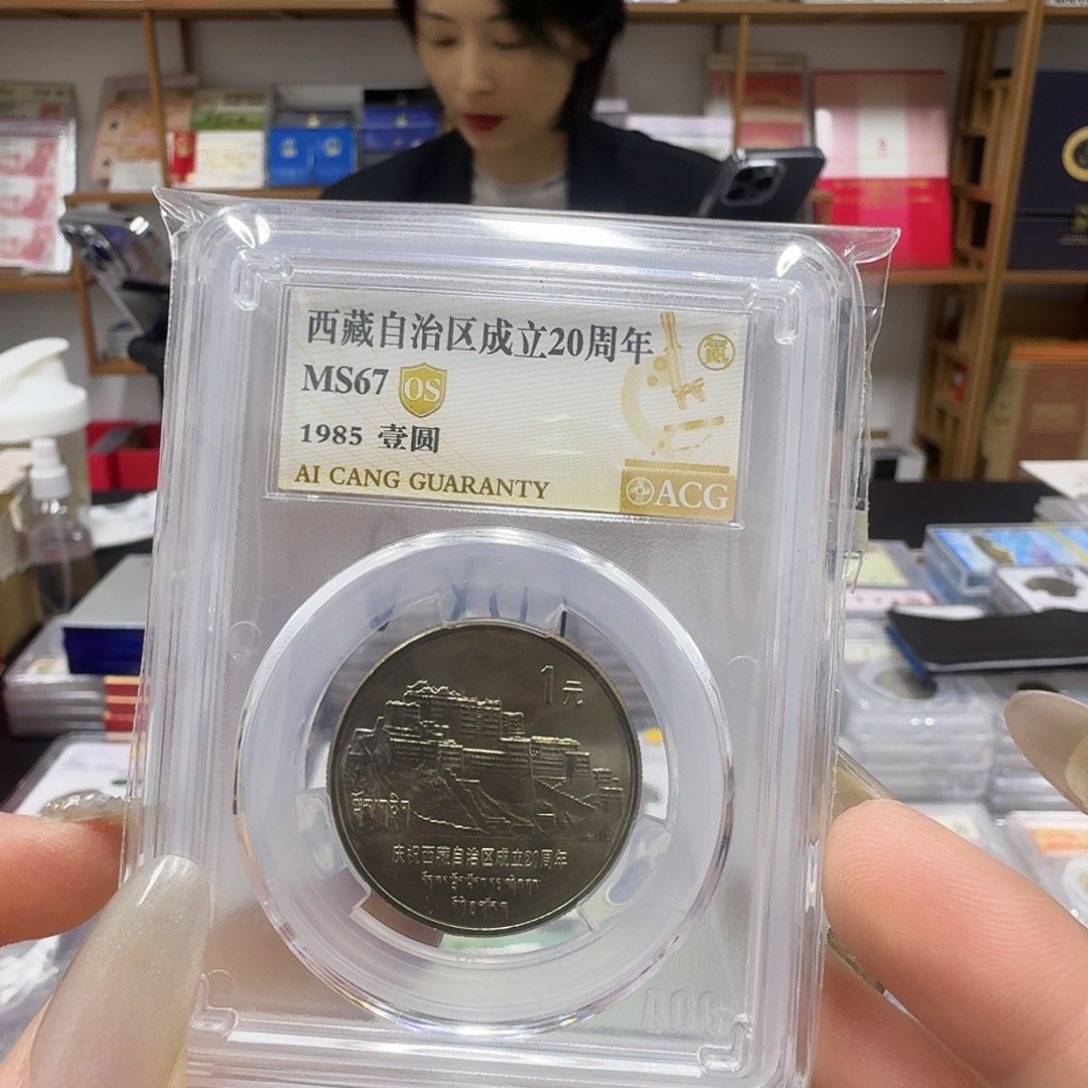 西藏自治区成立20周年
MS67 OS
1985 壹圆
AI CANG GUARANTY
ACG
1元
庆祝西藏自治区成立20周年
ACG